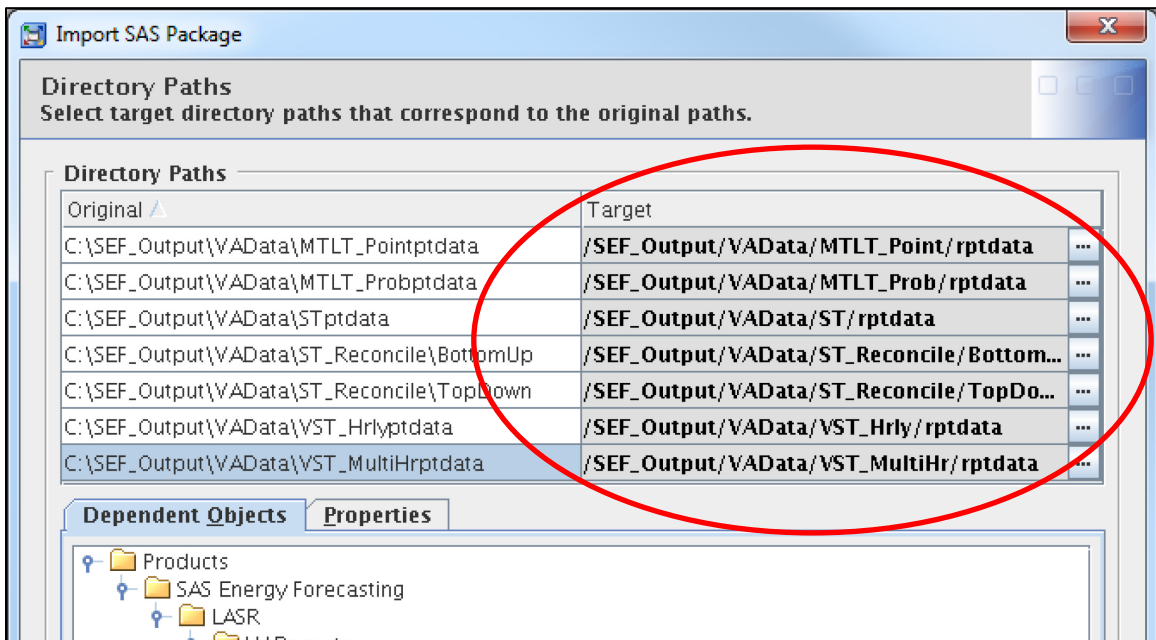 Import SAS Package
Directory Paths
Select target directory paths that correspond to the original paths.
Directory Paths
Original Target
C:\SEF_Output\VAData\MTLT_Pointptdata /SEF_Output/VAData/MTLT_Point/rptdata ...
C:\SEF_Output\VAData\MTLT_Probptdata /SEF_Output/VAData/MTLT_Prob/rptdata ...
C:\SEF_Output\VAData\STptdata /SEF_Output/VAData/ST/rptdata ...
C:\SEF_Output\VAData\ST_Reconcile\BottomUp /SEF_Output/VAData/ST_Reconcile/Bottom... ...
C:\SEF_Output\VAData\ST_Reconcile\TopDown /SEF_Output/VAData/ST_Reconcile/TopDo... ...
C:\SEF_Output\VAData\VST_Hrlyptdata /SEF_Output/VAData/VST_Hrly/rptdata ...
C:\SEF_Output\VAData\VST_MultiHrptdata /SEF_Output/VAData/VST_MultiHr/rptdata ...
Dependent Objects Properties
Products
SAS Energy Forecasting
LASR